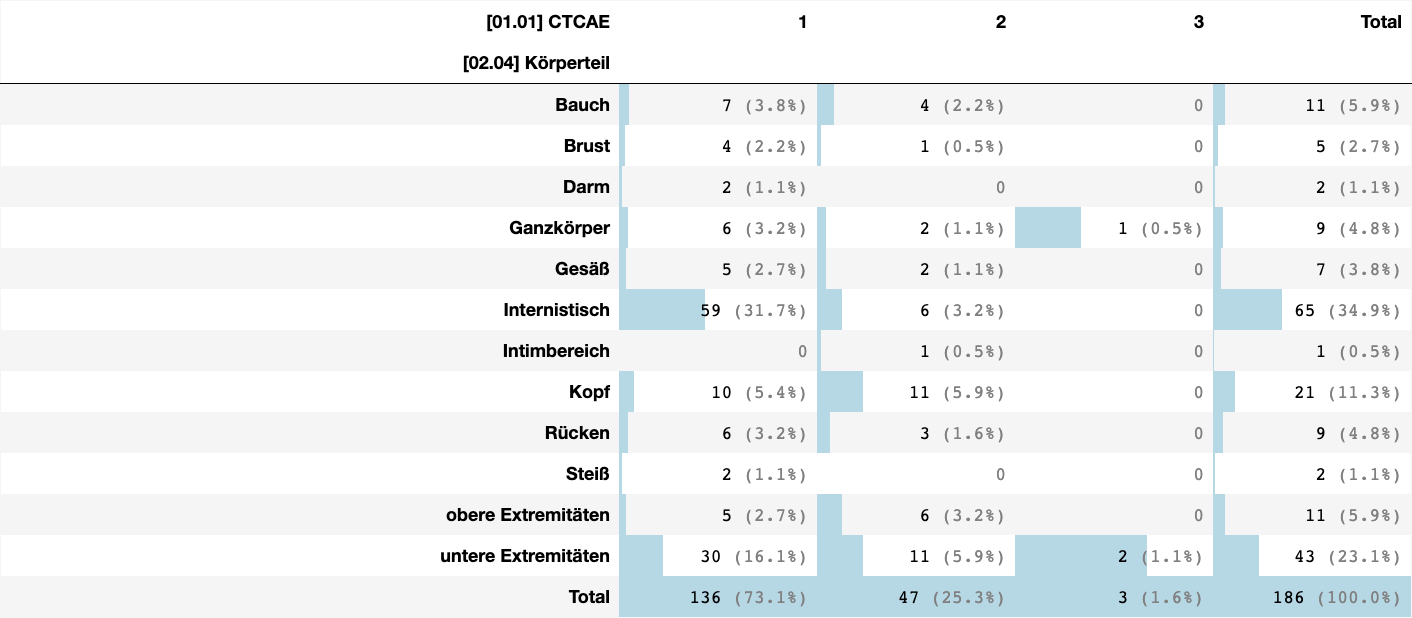 [01.01] CTCAE 1 2 3 Total
[02.04] Körperteil
Bauch 7 (3.8%) 4 (2.2%) 0 11 (5.9%)
Brust 4 (2.2%) 1 (0.5%) 0 5 (2.7%)
Darm 2 (1.1%) 0 0 2 (1.1%)
Ganzkörper 6 (3.2%) 2 (1.1%) 1 (0.5%) 9 (4.8%)
Gesäß 5 (2.7%) 2 (1.1%) 0 7 (3.8%)
Internistisch 59 (31.7%) 6 (3.2%) 0 65 (34.9%)
Intimbereich 0 1 (0.5%) 0 1 (0.5%)
Kopf 10 (5.4%) 11 (5.9%) 0 21 (11.3%)
Rücken 6 (3.2%) 3 (1.6%) 0 9 (4.8%)
Steiß 2 (1.1%) 0 0 2 (1.1%)
obere Extremitäten 5 (2.7%) 6 (3.2%) 0 11 (5.9%)
untere Extremitäten 30 (16.1%) 11 (5.9%) 2 (1.1%) 43 (23.1%)
Total 136 (73.1%) 47 (25.3%) 3 (1.6%) 186 (100.0%)